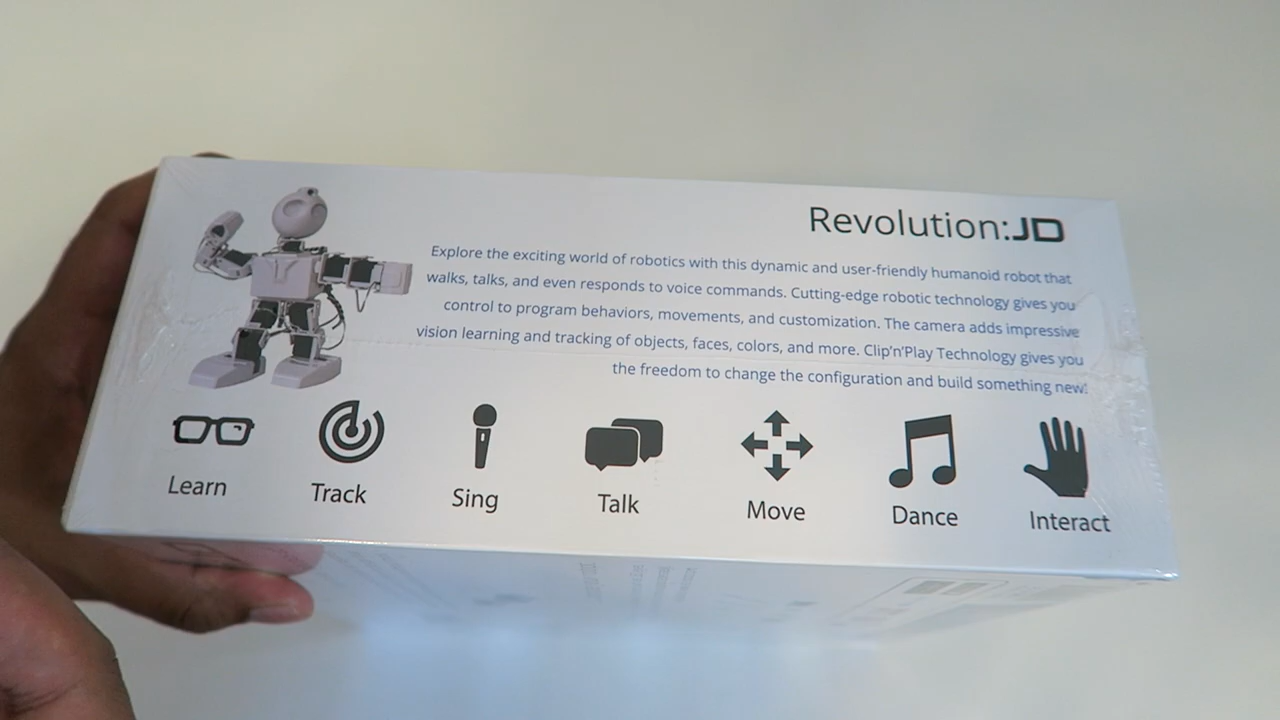 Revolution:JD
Explore the exciting world of robotics with this dynamic and user-friendly humanoid robot that
walks, talks, and even responds to voice commands. Cutting-edge robotic technology gives you
control to program behaviors, movements, and customization. The camera adds impressive
vision learning and tracking of objects, faces, colors, and more. Clip'n'Play Technology gives you
the freedom to change the configuration and build something new!
Learn Track Sing Talk Move Dance Interact